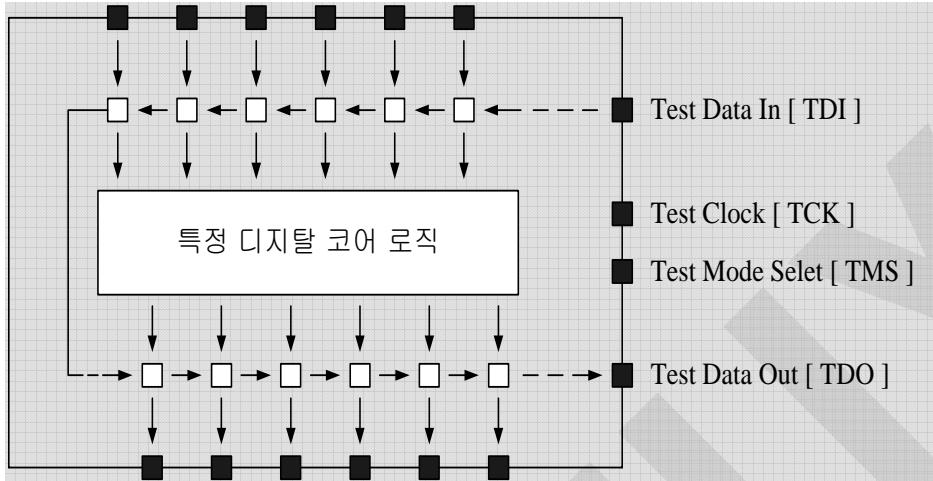 Test Data In [ TDI ]
특정 디지탈 코어 로직
Test Clock [ TCK ]
Test Mode Selet [ TMS ]
Test Data Out [ TDO ]